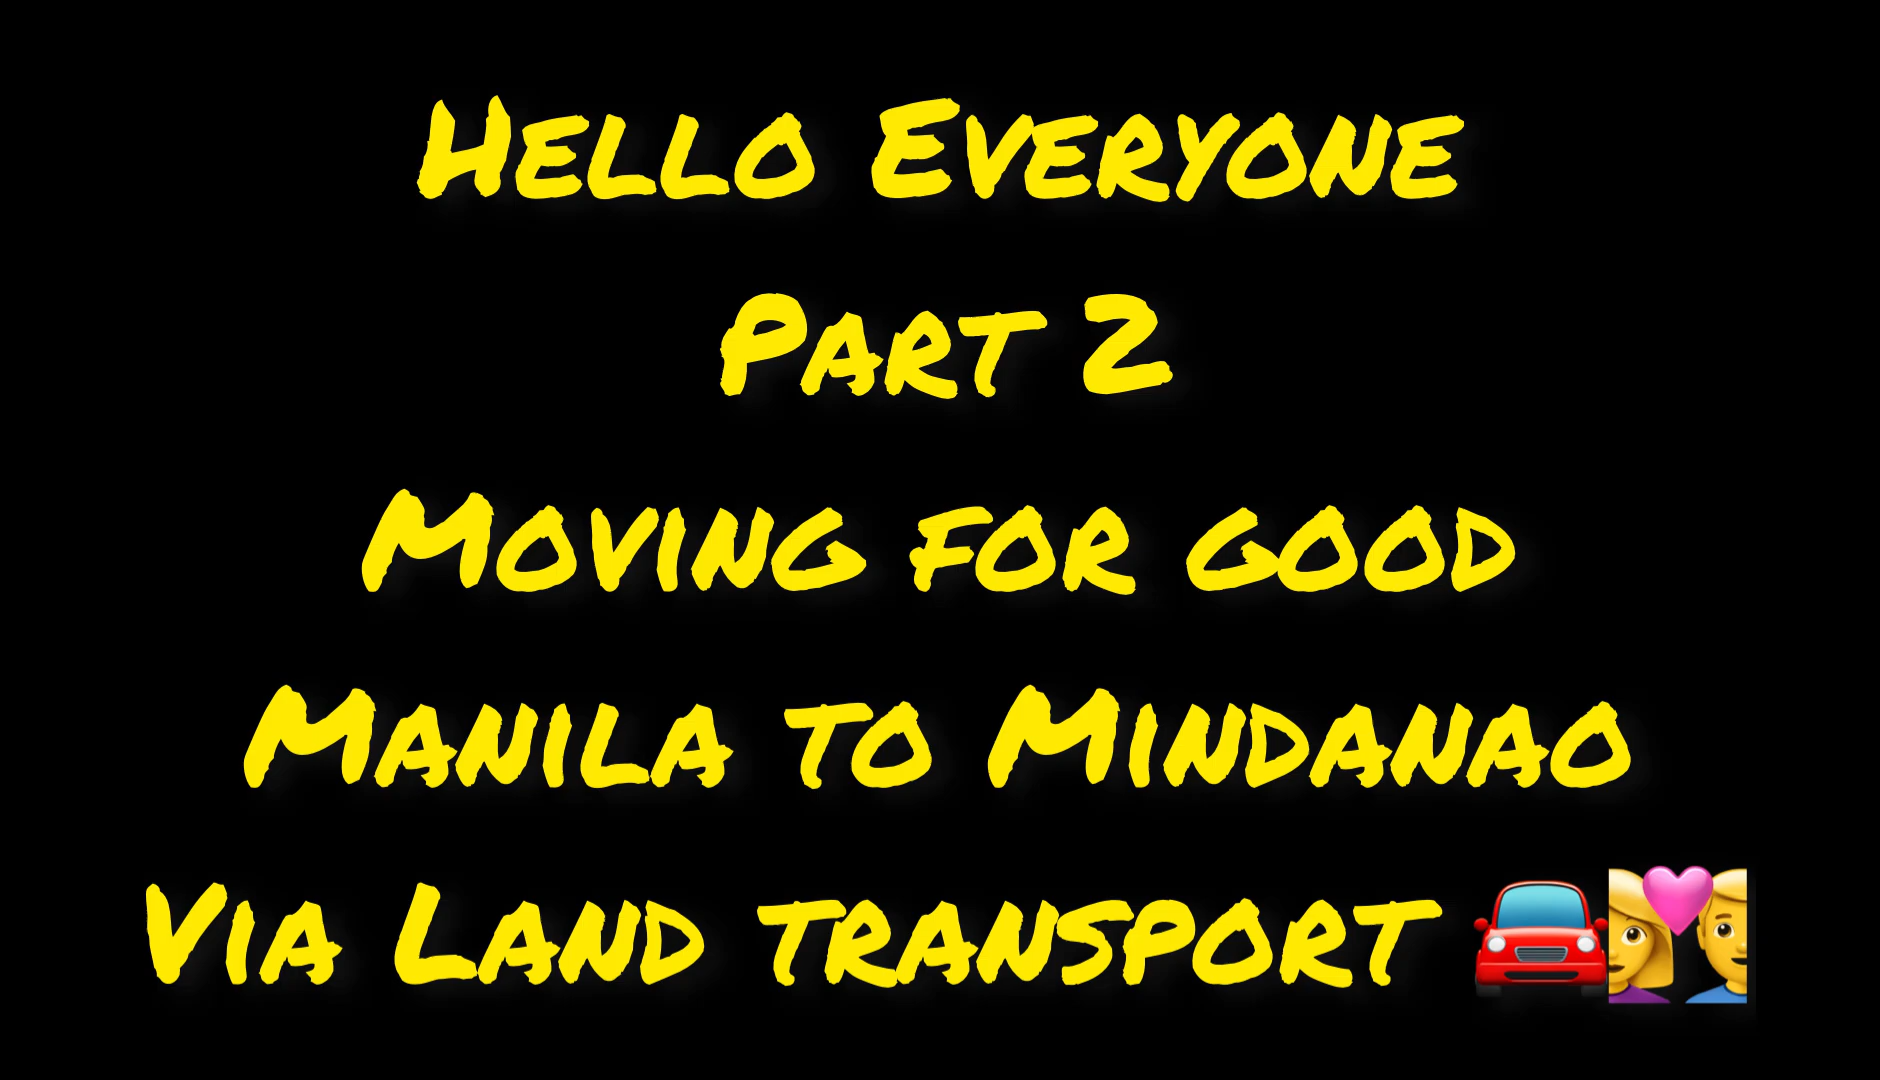 Hello Everyone
Part 2
Moving for good
Manila to Mindanao
Via Land transport 🚘💑